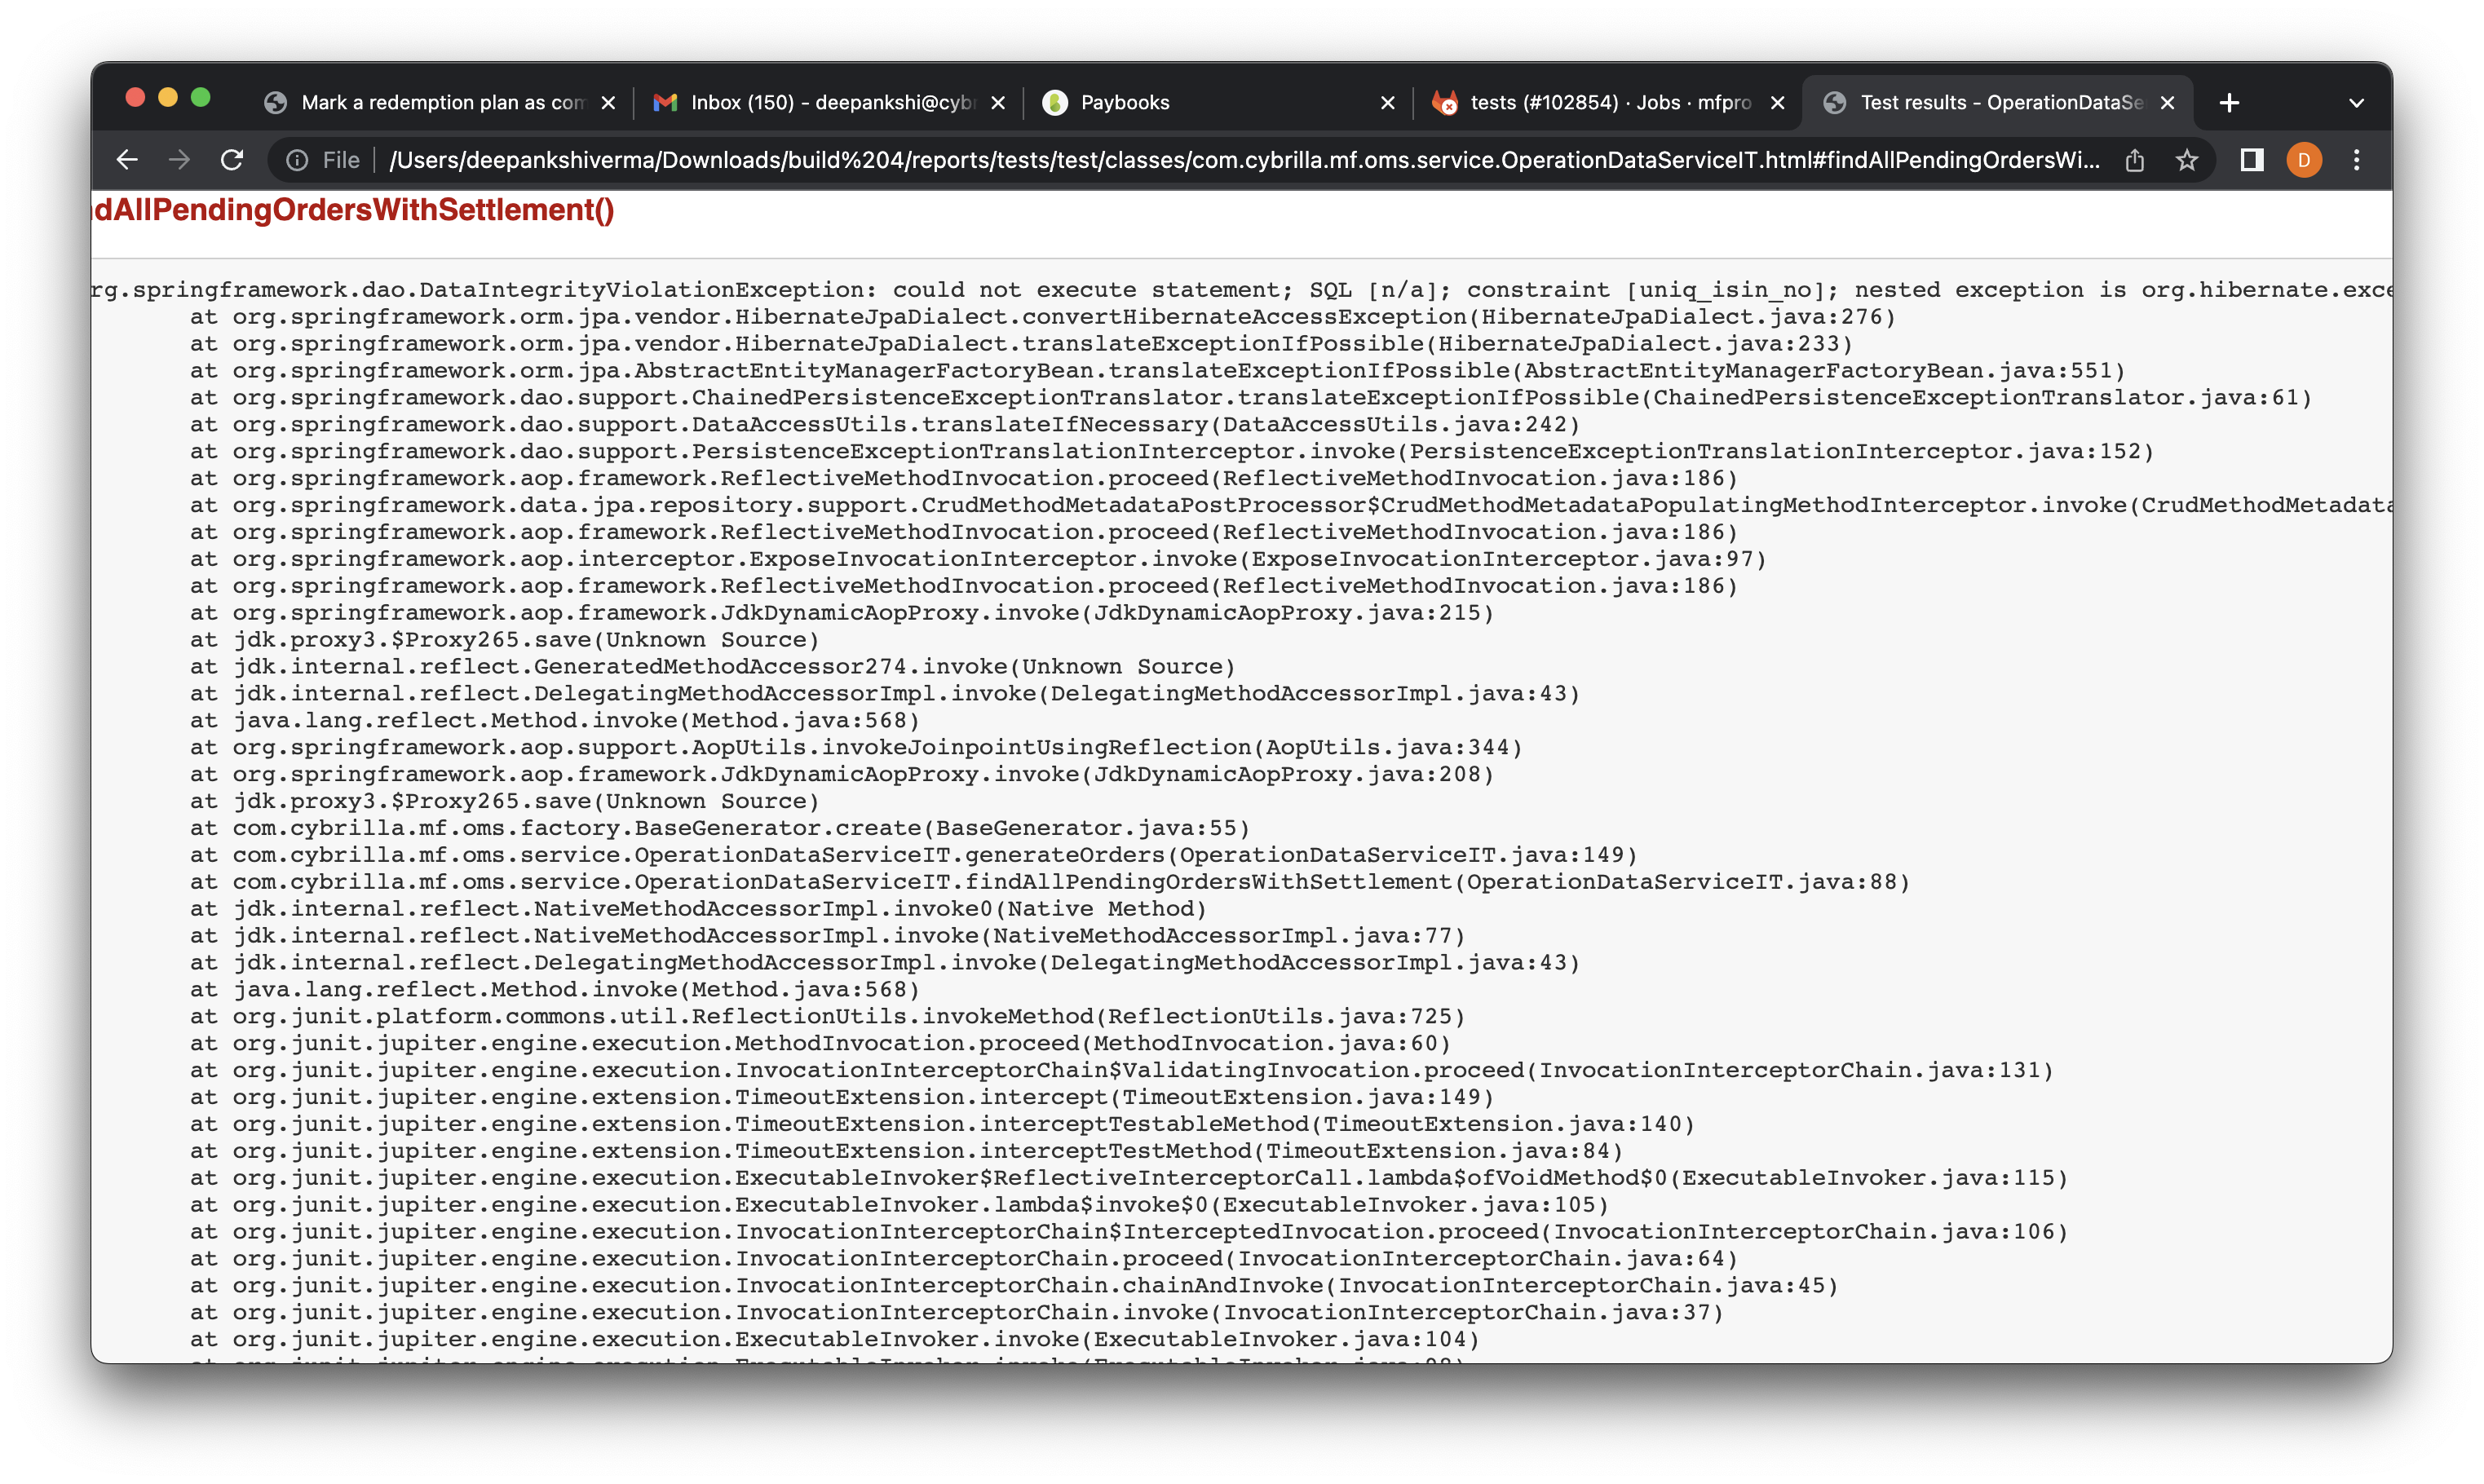 Mark a redemption plan as com
Inbox (150) - deepankshi@cybr
Paybooks
tests (#102854) · Jobs · mfpro
Test results - OperationDataSe
File
/Users/deepankshiverma/Downloads/build%204/reports/tests/test/classes/com.cybrilla.mf.oms.service.OperationDataServiceIT.html#findAllPendingOrdersWi...
D
ndAllPendingOrdersWithSettlement()
rg.springframework.dao.DataIntegrityViolationException: could not execute statement; SQL [n/a]; constraint [uniq_isin_no]; nested exception is org.hibernate.exce
at org.springframework.orm.jpa.vendor.HibernateJpaDialect.convertHibernateAccessException(HibernateJpaDialect.java:276)
at org.springframework.orm.jpa.vendor.HibernateJpaDialect.translateExceptionIfPossible(HibernateJpaDialect.java:233)
at org.springframework.orm.jpa.AbstractEntityManagerFactoryBean.translateExceptionIfPossible(AbstractEntityManagerFactoryBean.java:551)
at org.springframework.dao.support.ChainedPersistenceExceptionTranslator.translateExceptionIfPossible(ChainedPersistenceExceptionTranslator.java:61)
at org.springframework.dao.support.DataAccessUtils.translateIfNecessary(DataAccessUtils.java:242)
at org.springframework.dao.support.PersistenceExceptionTranslationInterceptor.invoke(PersistenceExceptionTranslationInterceptor.java:152)
at org.springframework.aop.framework.ReflectiveMethodInvocation.proceed(ReflectiveMethodInvocation.java:186)
at org.springframework.data.jpa.repository.support.CrudMethodMetadataPostProcessor$CrudMethodMetadataPopulatingMethodInterceptor.invoke(CrudMethodMetadata
at org.springframework.aop.framework.ReflectiveMethodInvocation.proceed(ReflectiveMethodInvocation.java:186)
at org.springframework.aop.interceptor.ExposeInvocationInterceptor.invoke(ExposeInvocationInterceptor.java:97)
at org.springframework.aop.framework.ReflectiveMethodInvocation.proceed(ReflectiveMethodInvocation.java:186)
at org.springframework.aop.framework.JdkDynamicAopProxy.invoke(JdkDynamicAopProxy.java:215)
at jdk.proxy3.$Proxy265.save(Unknown Source)
at jdk.internal.reflect.GeneratedMethodAccessor274.invoke(Unknown Source)
at jdk.internal.reflect.DelegatingMethodAccessorImpl.invoke(DelegatingMethodAccessorImpl.java:43)
at java.lang.reflect.Method.invoke(Method.java:568)
at org.springframework.aop.support.AopUtils.invokeJoinpointUsingReflection(AopUtils.java:344)
at org.springframework.aop.framework.JdkDynamicAopProxy.invoke(JdkDynamicAopProxy.java:208)
at jdk.proxy3.$Proxy265.save(Unknown Source)
at com.cybrilla.mf.oms.factory.BaseGenerator.create(BaseGenerator.java:55)
at com.cybrilla.mf.oms.service.OperationDataServiceIT.generateOrders(OperationDataServiceIT.java:149)
at com.cybrilla.mf.oms.service.OperationDataServiceIT.findAllPendingOrdersWithSettlement(OperationDataServiceIT.java:88)
at jdk.internal.reflect.NativeMethodAccessorImpl.invoke0(Native Method)
at jdk.internal.reflect.NativeMethodAccessorImpl.invoke(NativeMethodAccessorImpl.java:77)
at jdk.internal.reflect.DelegatingMethodAccessorImpl.invoke(DelegatingMethodAccessorImpl.java:43)
at java.lang.reflect.Method.invoke(Method.java:568)
at org.junit.platform.commons.util.ReflectionUtils.invokeMethod(ReflectionUtils.java:725)
at org.junit.jupiter.engine.execution.MethodInvocation.proceed(MethodInvocation.java:60)
at org.junit.jupiter.engine.execution.InvocationInterceptorChain$ValidatingInvocation.proceed(InvocationInterceptorChain.java:131)
at org.junit.jupiter.engine.extension.TimeoutExtension.intercept(TimeoutExtension.java:149)
at org.junit.jupiter.engine.extension.TimeoutExtension.interceptTestableMethod(TimeoutExtension.java:140)
at org.junit.jupiter.engine.extension.TimeoutExtension.interceptTestMethod(TimeoutExtension.java:84)
at org.junit.jupiter.engine.execution.ExecutableInvoker$ReflectiveInterceptorCall.lambda$ofVoidMethod$0(ExecutableInvoker.java:115)
at org.junit.jupiter.engine.execution.ExecutableInvoker.lambda$invoke$0(ExecutableInvoker.java:105)
at org.junit.jupiter.engine.execution.InvocationInterceptorChain$InterceptedInvocation.proceed(InvocationInterceptorChain.java:106)
at org.junit.jupiter.engine.execution.InvocationInterceptorChain.proceed(InvocationInterceptorChain.java:64)
at org.junit.jupiter.engine.execution.InvocationInterceptorChain.chainAndInvoke(InvocationInterceptorChain.java:45)
at org.junit.jupiter.engine.execution.InvocationInterceptorChain.invoke(InvocationInterceptorChain.java:37)
at org.junit.jupiter.engine.execution.ExecutableInvoker.invoke(ExecutableInvoker.java:104)